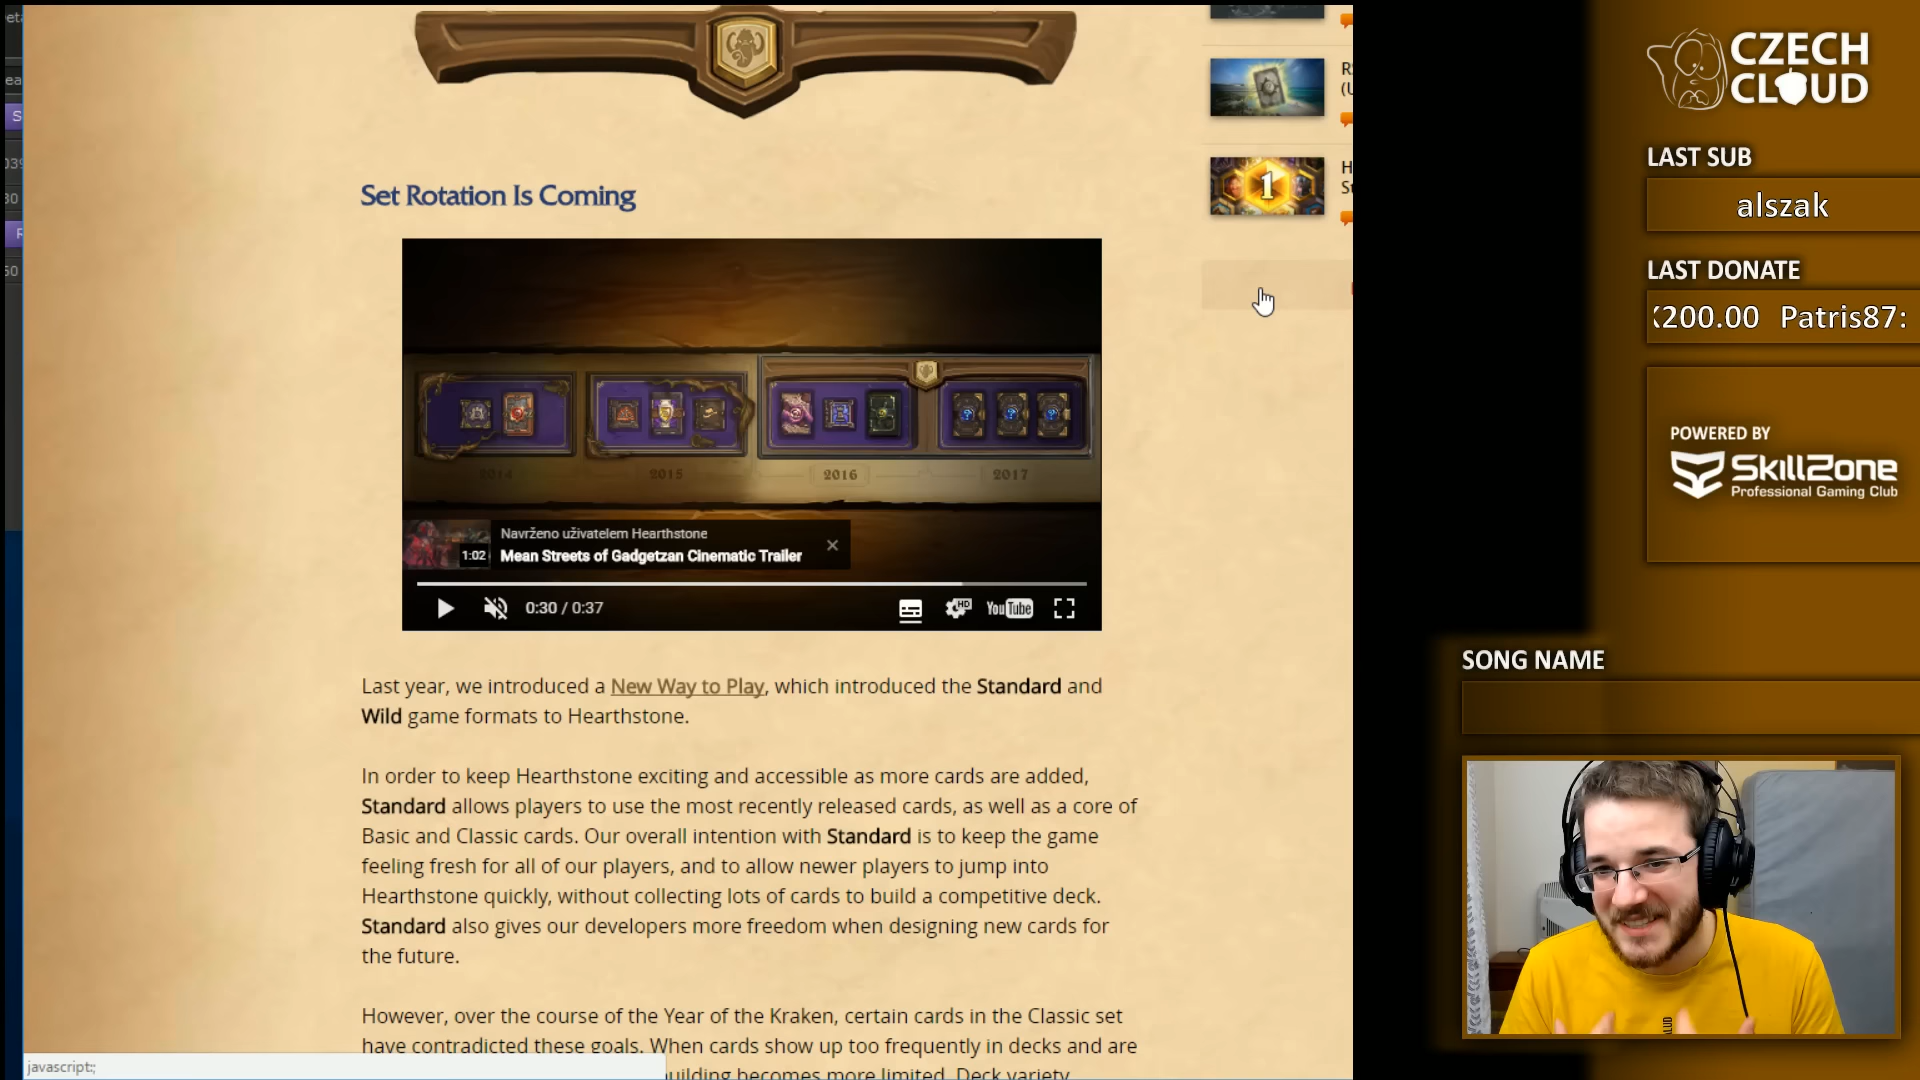 Set Rotation Is Coming
2014
2015
2016
2017
Navrženo uživatelem Hearthstone
1:02
Mean Streets of Gadgetzan Cinematic Trailer
0:30 / 0:37
HD
YouTube
Last year, we introduced a New Way to Play, which introduced the Standard and
Wild game formats to Hearthstone.
In order to keep Hearthstone exciting and accessible as more cards are added,
Standard allows players to use the most recently released cards, as well as a core of
Basic and Classic cards. Our overall intention with Standard is to keep the game
feeling fresh for all of our players, and to allow newer players to jump into
Hearthstone quickly, without collecting lots of cards to build a competitive deck.
Standard also gives our developers more freedom when designing new cards for
the future.
However, over the course of the Year of the Kraken, certain cards in the Classic set
have contradicted these goals. When cards show up too frequently in decks and are
building becomes more limited. Deck variety
javascript:;
1
CZECH
CLOUD
LAST SUB
alszak
LAST DONATE
200.00 Patris87:
POWERED BY
SkillZone
Professional Gaming Club
SONG NAME